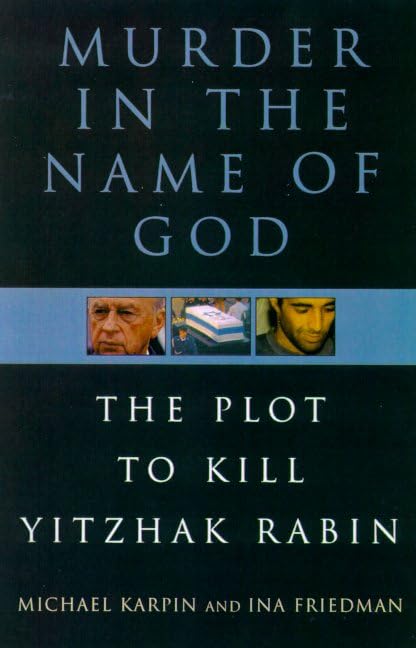 MURDER
IN THE
NAME OF
GOD
THE PLOT
TO KILL
YITZHAK RABIN
MICHAEL KARPIN AND INA FRIEDMAN